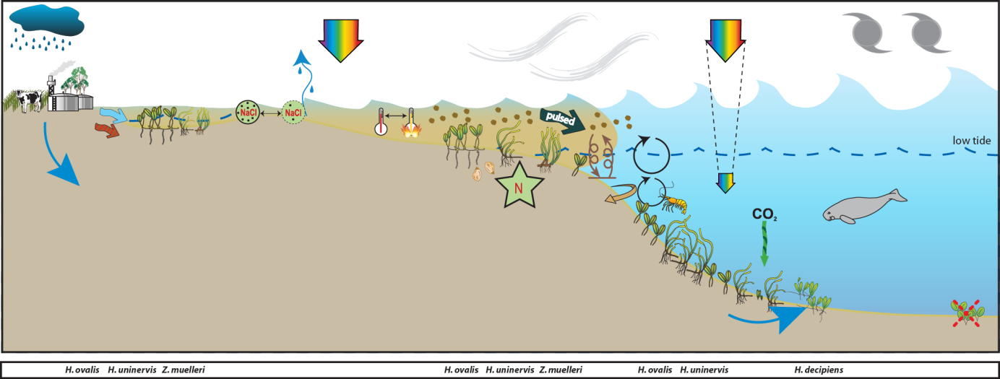 NaCl
NaCl
pulsed
low tide
N
CO₂
H. ovalis H. uninervis Z. muelleri
H. ovalis H. uninervis Z. muelleri
H. ovalis H. uninervis
H. decipiens